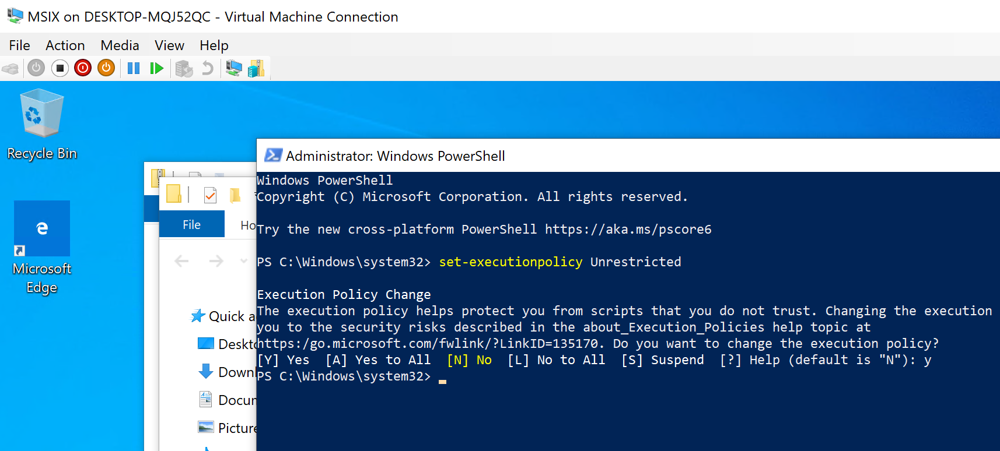 MSIX on DESKTOP-MQJ52QC - Virtual Machine Connection
File Action Media View Help
Recycle Bin
Administrator: Windows PowerShell
Windows PowerShell
Copyright (C) Microsoft Corporation. All rights reserved.
Try the new cross-platform PowerShell https://aka.ms/pscore6
PS C:\Windows\system32> set-executionpolicy Unrestricted
Execution Policy Change
The execution policy helps protect you from scripts that you do not trust. Changing the execution
you to the security risks described in the about_Execution_Policies help topic at
https:/go.microsoft.com/fwlink/?LinkID=135170. Do you want to change the execution policy?
[Y] Yes  [A] Yes to All  [N] No  [L] No to All  [S] Suspend  [?] Help (default is "N"): y
PS C:\Windows\system32>
File Ho
Microsoft
Edge
Quick a
Deskto
Downl
Docum
Picture